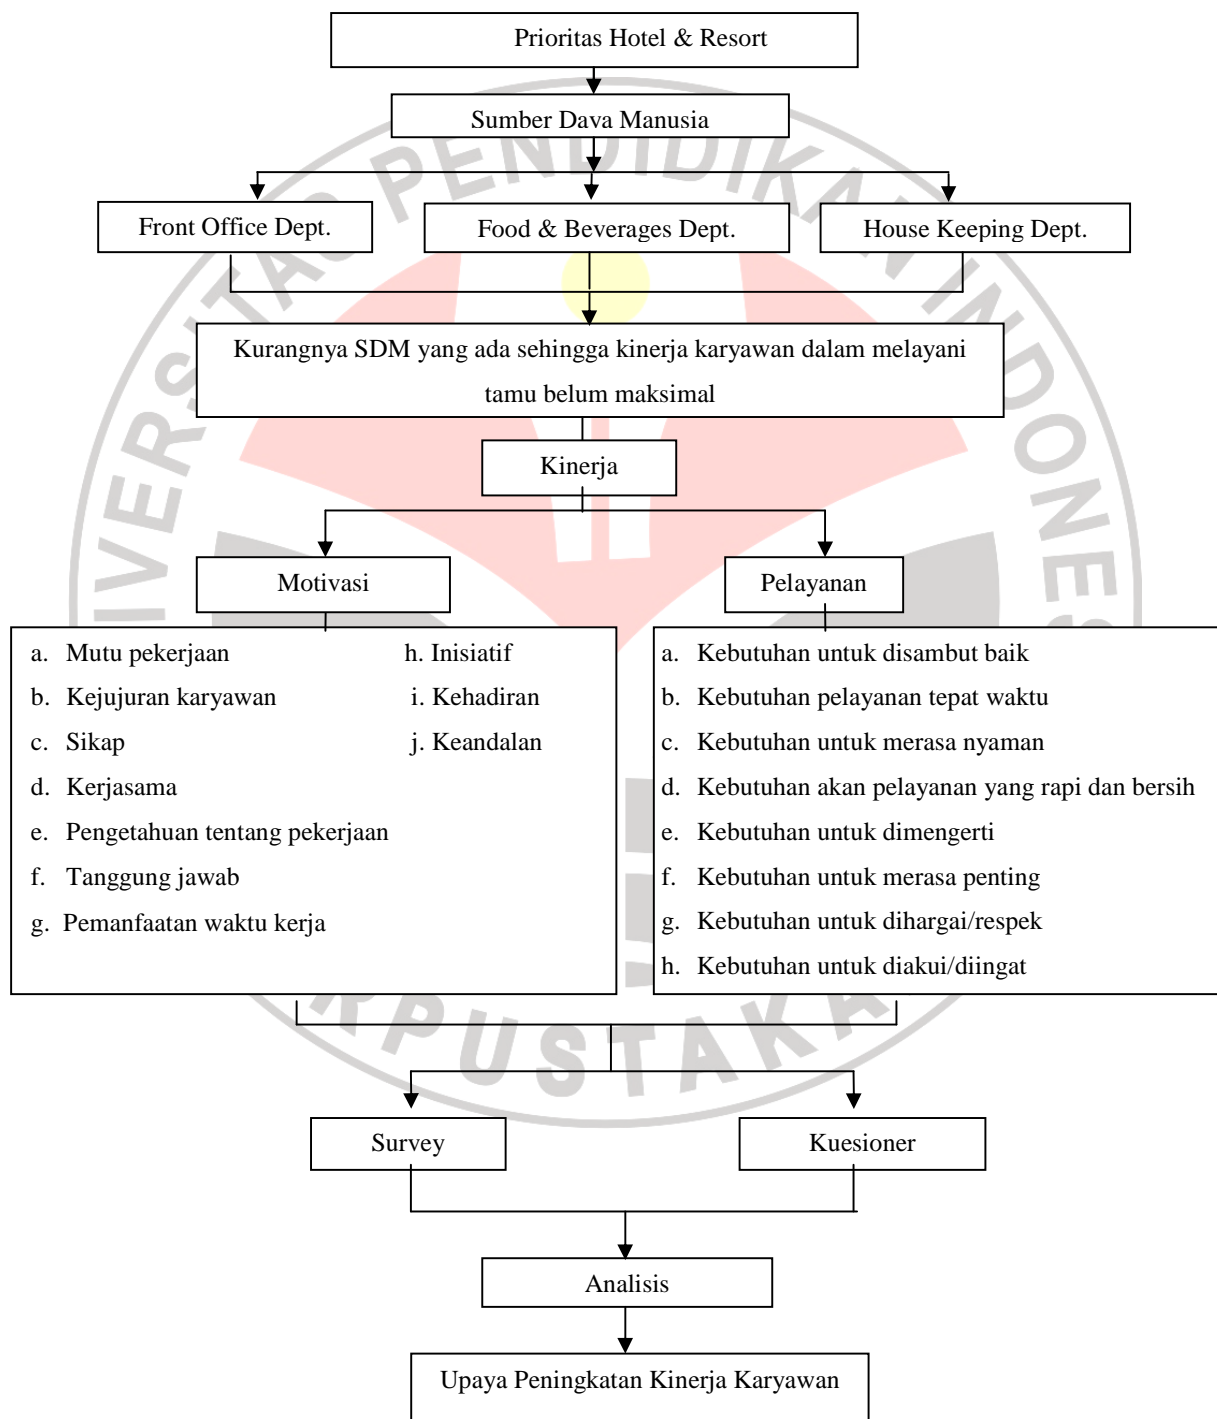 Prioritas Hotel & Resort
Sumber Daya Manusia
Front Office Dept.
Food & Beverages Dept.
House Keeping Dept.
Kurangnya SDM yang ada sehingga kinerja karyawan dalam melayani
tamu belum maksimal
Kinerja
Motivasi
Pelayanan
a. Mutu pekerjaan
b. Kejujuran karyawan
c. Sikap
d. Kerjasama
e. Pengetahuan tentang pekerjaan
f. Tanggung jawab
g. Pemanfaatan waktu kerja
h. Inisiatif
i. Kehadiran
j. Keandalan
a. Kebutuhan untuk disambut baik
b. Kebutuhan pelayanan tepat waktu
c. Kebutuhan untuk merasa nyaman
d. Kebutuhan akan pelayanan yang rapi dan bersih
e. Kebutuhan untuk dimengerti
f. Kebutuhan untuk merasa penting
g. Kebutuhan untuk dihargai/respek
h. Kebutuhan untuk diakui/diingat
Survey
Kuesioner
Analisis
Upaya Peningkatan Kinerja Karyawan